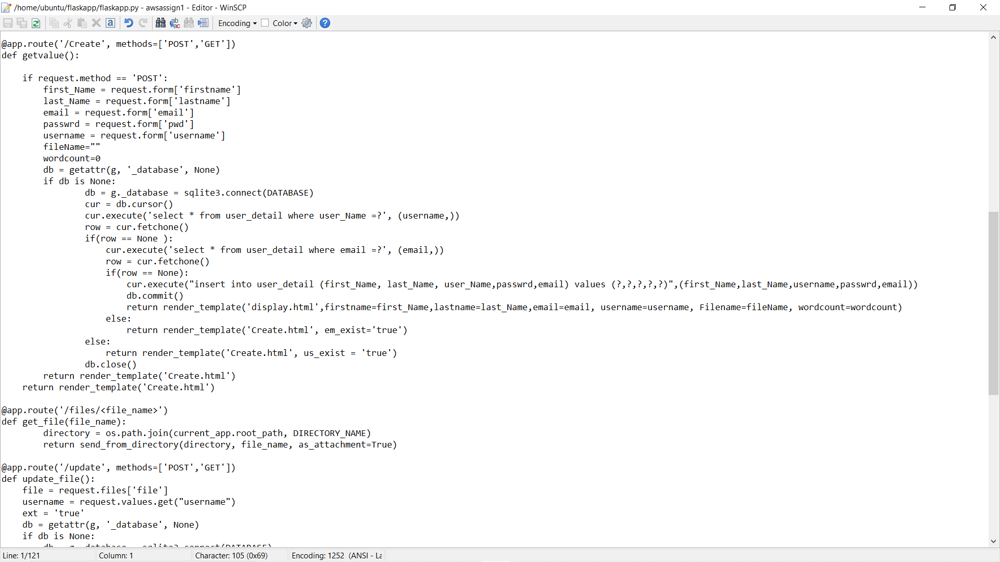 /home/ubuntu/flaskapp/flaskapp.py - awsassign1 - Editor - WinSCP
Encoding Color
@app.route('/Create', methods=['POST','GET'])
def getvalue():
    if request.method == 'POST':
        first_Name = request.form['firstname']
        last_Name = request.form['lastname']
        email = request.form['email']
        passwrd = request.form['pwd']
        username = request.form['username']
        fileName=""
        wordcount=0
        db = getattr(g, '_database', None)
        if db is None:
                db = g._database = sqlite3.connect(DATABASE)
                cur = db.cursor()
                cur.execute('select * from user_detail where user_Name =?', (username,))
                row = cur.fetchone()
                if(row == None ):
                    cur.execute('select * from user_detail where email =?', (email,))
                    row = cur.fetchone()
                    if(row == None):
                        cur.execute("insert into user_detail (first_Name, last_Name, user_Name,passwrd,email) values (?,?,?,?,?)",(first_Name,last_Name,username,passwrd,email))
                        db.commit()
                        return render_template('display.html',firstname=first_Name,lastname=last_Name,email=email, username=username, Filename=fileName, wordcount=wordcount)
                    else:
                        return render_template('Create.html', em_exist='true')
                else:
                    return render_template('Create.html', us_exist = 'true')
                db.close()
        return render_template('Create.html')
    return render_template('Create.html')
@app.route('/files/<file_name>')
def get_file(file_name):
        directory = os.path.join(current_app.root_path, DIRECTORY_NAME)
        return send_from_directory(directory, file_name, as_attachment=True)
@app.route('/update', methods=['POST','GET'])
def update_file():
    file = request.files['file']
    username = request.values.get("username")
    ext = 'true'
    db = getattr(g, '_database', None)
    if db is None:
        db = g._database = sqlite3.connect(DATABASE)
Line: 1/121 Column: 1 Character: 105 (0x69) Encoding: 1252 (ANSI - La